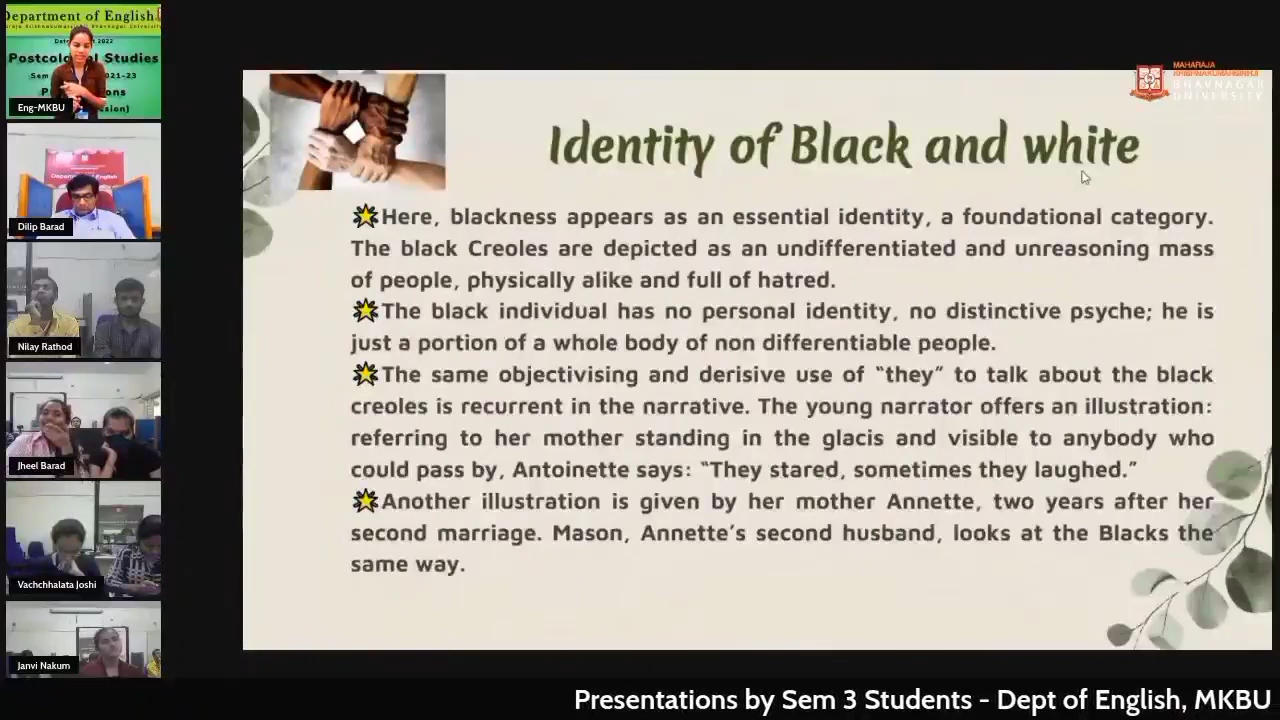 Department of English
Maharaja Krishnakumarsinhji Bhavnagar University
2022
Postcolonial Studies
Sem
2021-23
Eng-MKBU
Dilip Barad
Nilay Rathod
Jheel Barad
Vachchhalata Joshi
Janvi Nakum
MAHARAJA
KRISHNAKUMARSINHJI
BHAVNAGAR
UNIVERSITY
Identity of Black and white
Here, blackness appears as an essential identity, a foundational category.
The black Creoles are depicted as an undifferentiated and unreasoning mass
of people, physically alike and full of hatred.
The black individual has no personal identity, no distinctive psyche; he is
just a portion of a whole body of non differentiable people.
The same objectivising and derisive use of “they” to talk about the black
creoles is recurrent in the narrative. The young narrator offers an illustration:
referring to her mother standing in the glacis and visible to anybody who
could pass by, Antoinette says: “They stared, sometimes they laughed.”
Another illustration is given by her mother Annette, two years after her
second marriage. Mason, Annette’s second husband, looks at the Blacks the
same way.
Presentations by Sem 3 Students - Dept of English, MKBU